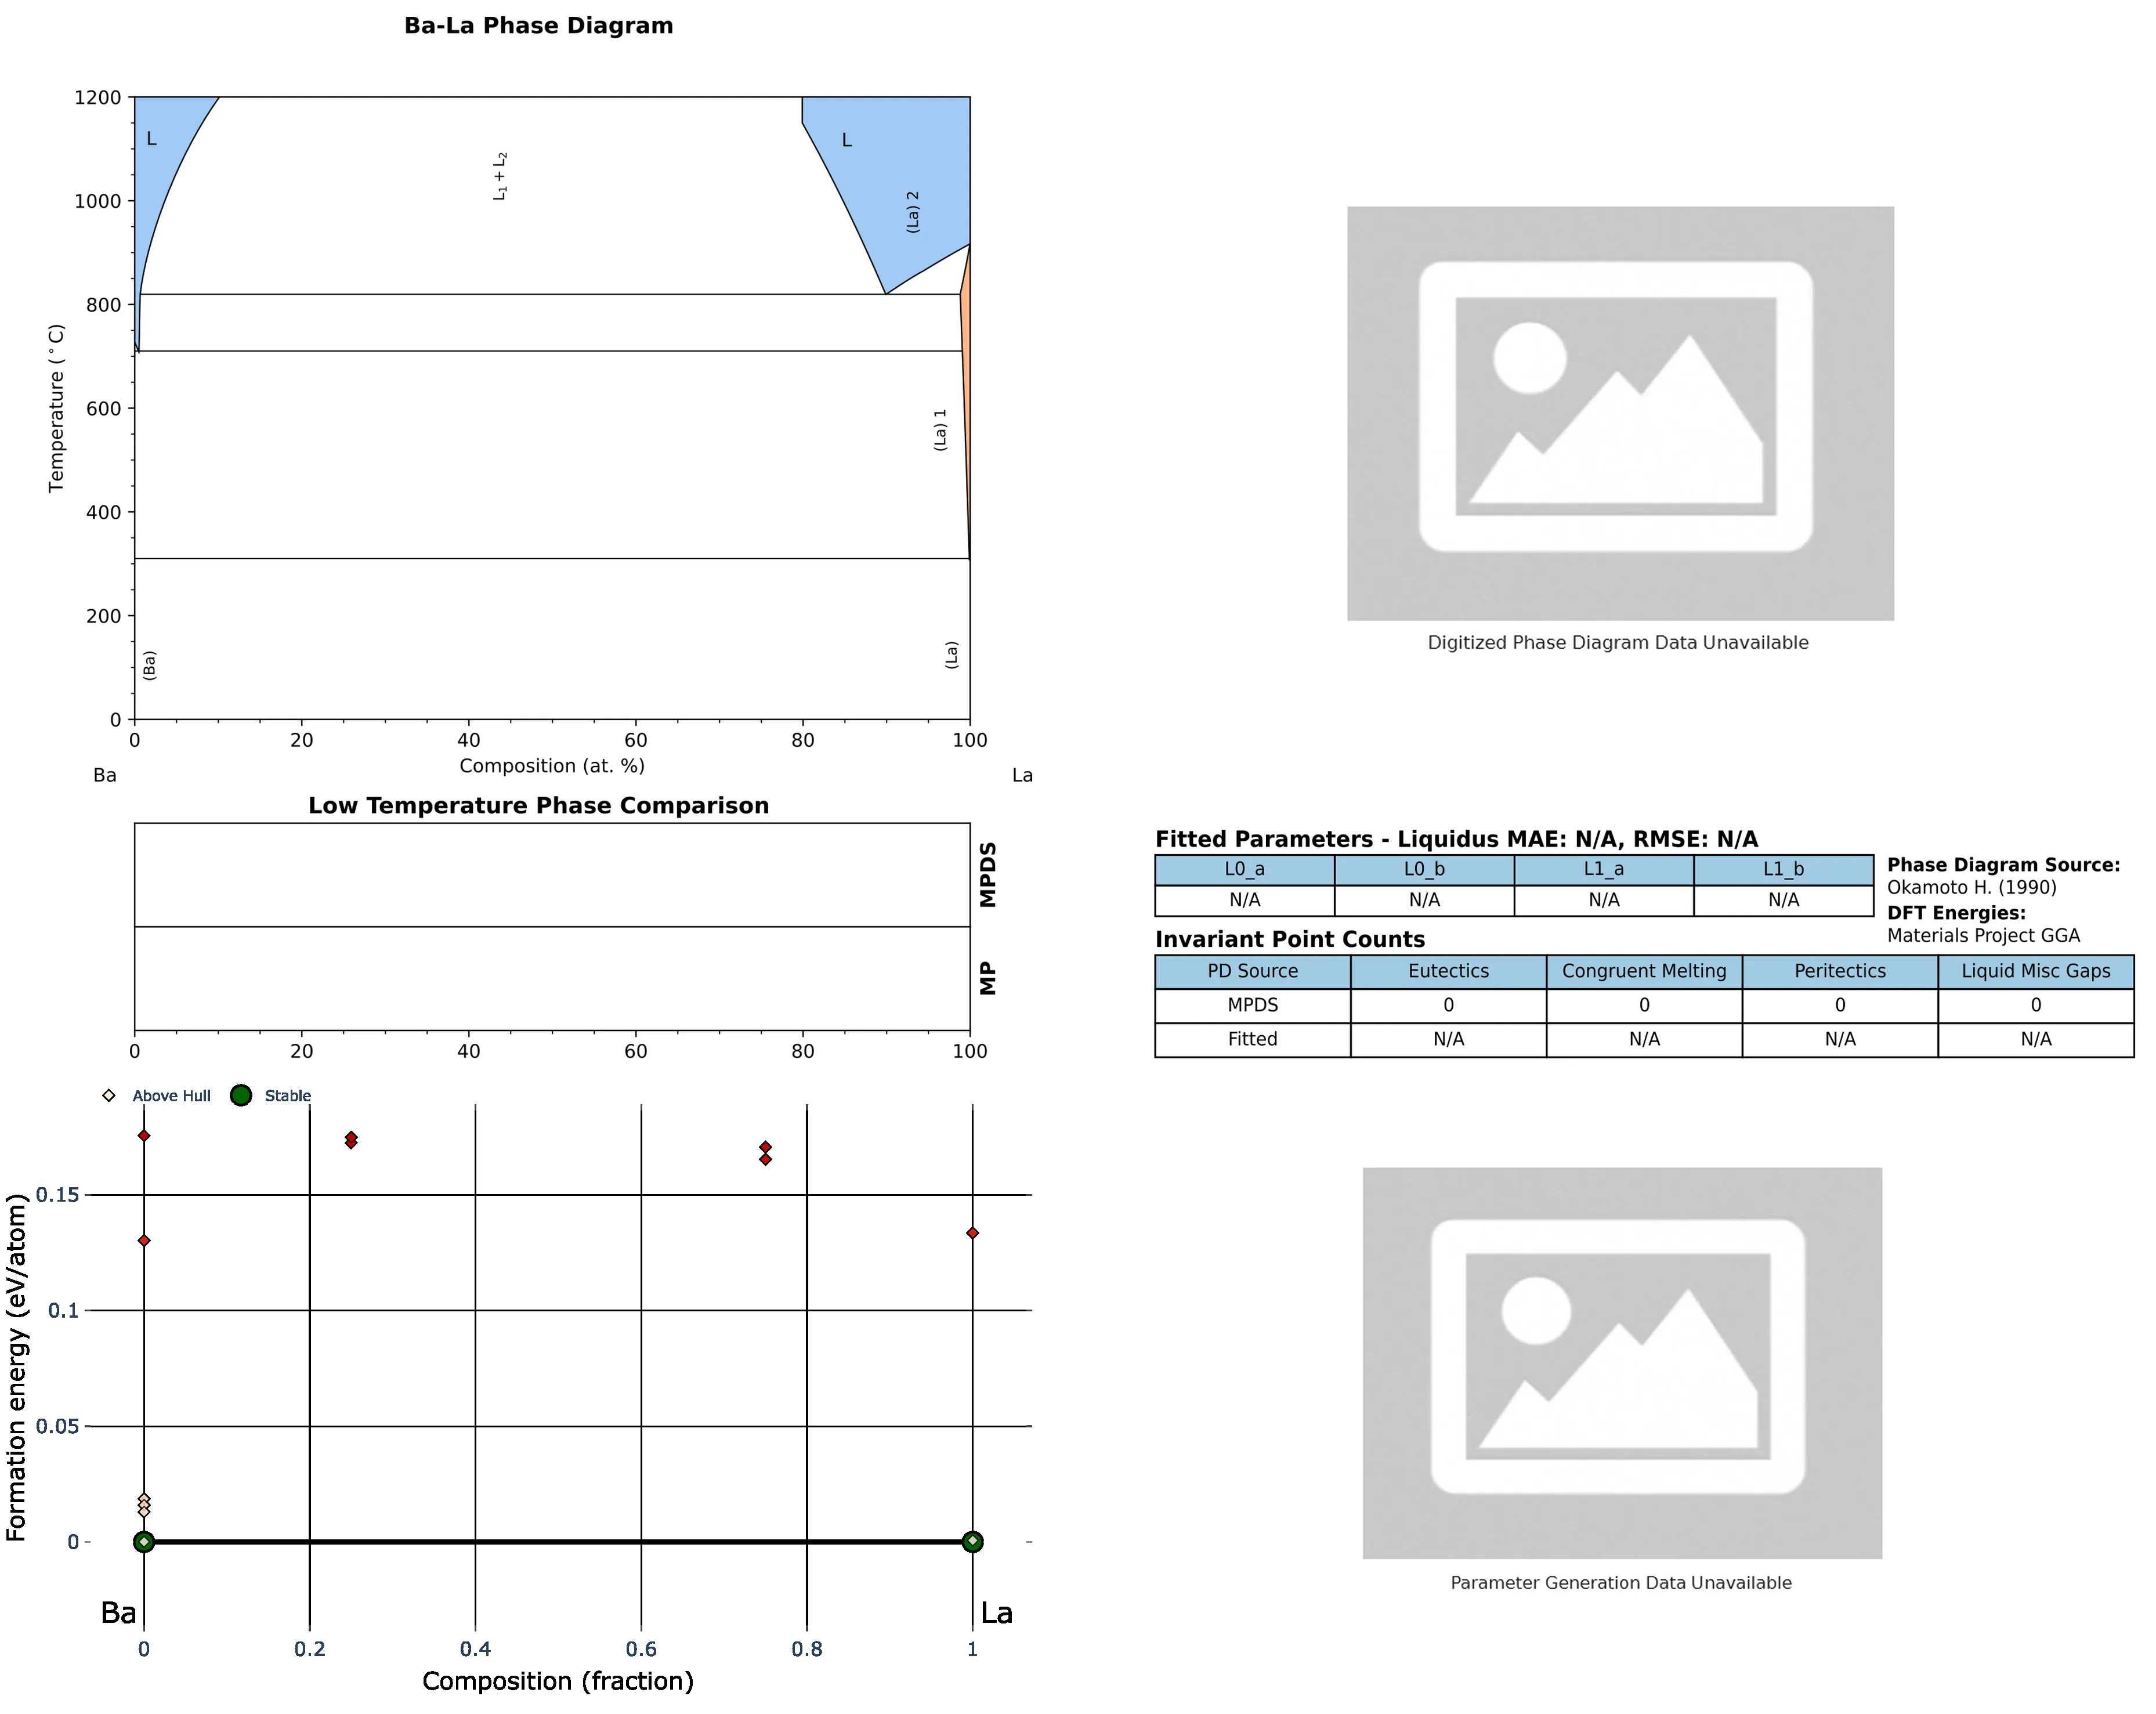 Ba-La Phase Diagram
1200
1000
800
600
400
200
0
Temperature (°C)
L
L₁ + L₂
L
(La) 2
(La) 1
(Ba)
(La)
0 20 40 60 80 100
Composition (at. %)
Ba La
Digitized Phase Diagram Data Unavailable
Low Temperature Phase Comparison
MPDS
MP
0 20 40 60 80 100
Fitted Parameters - Liquidus MAE: N/A, RMSE: N/A
L0_a L0_b L1_a L1_b
N/A N/A N/A N/A
Phase Diagram Source:
Okamoto H. (1990)
DFT Energies:
Materials Project GGA
Invariant Point Counts
PD Source Eutectics Congruent Melting Peritectics Liquid Misc Gaps
MPDS 0 0 0 0
Fitted N/A N/A N/A N/A
Above Hull Stable
0.15
0.1
0.05
0
Formation energy (eV/atom)
Ba La
0 0.2 0.4 0.6 0.8 1
Composition (fraction)
Parameter Generation Data Unavailable